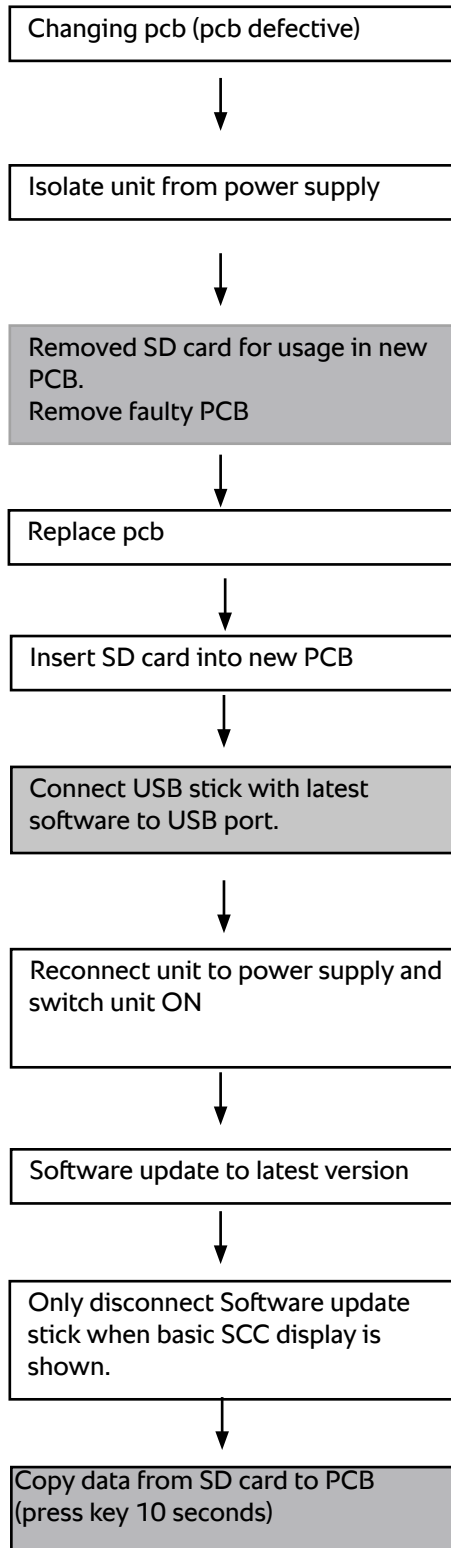 Changing pcb (pcb defective)
Isolate unit from power supply
Removed SD card for usage in new
PCB.
Remove faulty PCB
Replace pcb
Insert SD card into new PCB
Connect USB stick with latest
software to USB port.
Reconnect unit to power supply and
switch unit ON
Software update to latest version
Only disconnect Software update
stick when basic SCC display is
shown.
Copy data from SD card to PCB
(press key 10 seconds)